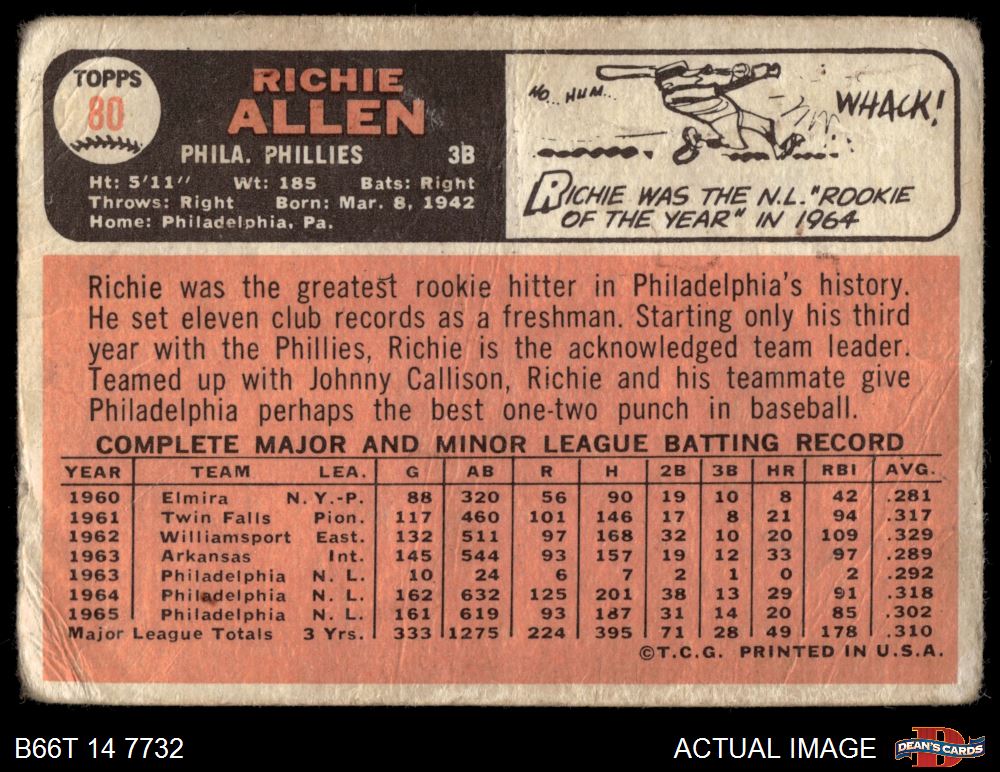 TOPPS
80
RICHIE
ALLEN
PHILA. PHILLIES 3B
Ht: 5'11" Wt: 185 Bats: Right
Throws: Right Born: Mar. 8, 1942
Home: Philadelphia, Pa.
NO.. HUM...
WHACK!
RICHIE WAS THE N.L. "ROOKIE
OF THE YEAR" IN 1964
Richie was the greatest rookie hitter in Philadelphia's history.
He set eleven club records as a freshman. Starting only his third
year with the Phillies, Richie is the acknowledged team leader.
Teamed up with Johnny Callison, Richie and his teammate give
Philadelphia perhaps the best one-two punch in baseball.
COMPLETE MAJOR AND MINOR LEAGUE BATTING RECORD
YEAR TEAM LEA. G AB R H 2B 3B HR RBI AVG.
1960 Elmira N.Y.-P. 88 320 56 90 19 10 8 42 .281
1961 Twin Falls Pion. 117 460 101 146 17 8 21 94 .317
1962 Williamsport East. 132 511 97 168 32 10 20 109 .329
1963 Arkansas Int. 145 544 93 157 19 12 33 97 .289
1963 Philadelphia N. L. 10 24 6 7 2 1 0 2 .292
1964 Philadelphia N. L. 162 632 125 201 38 13 29 91 .318
1965 Philadelphia N. L. 161 619 93 187 31 14 20 85 .302
Major League Totals 3 Yrs. 333 1275 224 395 71 28 49 178 .310
©T.C.G. PRINTED IN U.S.A.
B66T 14 7732
ACTUAL IMAGE
DEAN'S CARDS